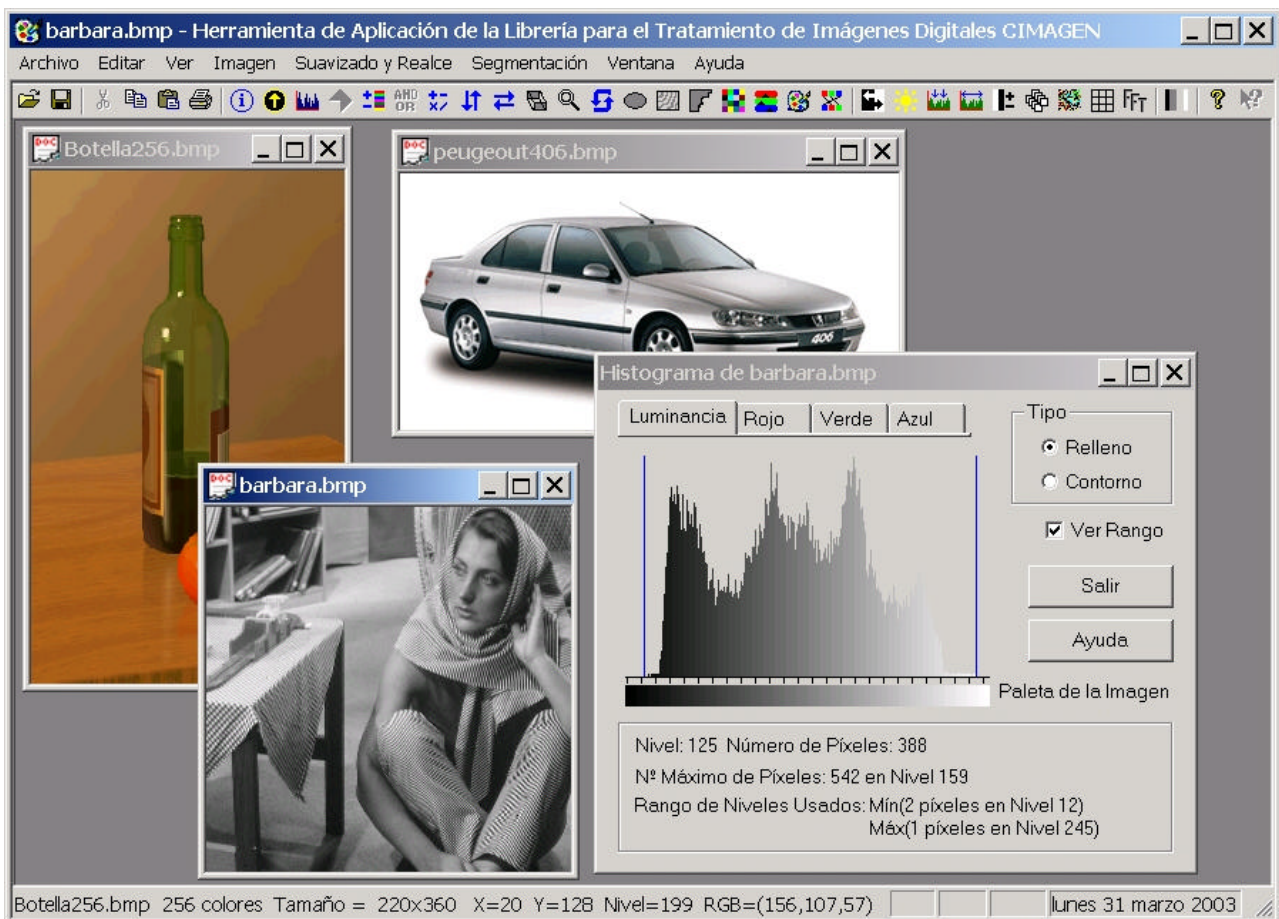 barbara.bmp - Herramienta de Aplicación de la Librería para el Tratamiento de Imágenes Digitales CIMAGEN
Archivo Editar Ver Imagen Suavizado y Realce Segmentación Ventana Ayuda
AND OR FFT
Botella256.bmp
peugeout406.bmp
406
Histograma de barbara.bmp
Luminancia Rojo Verde Azul
Tipo
Relleno
Contorno
Ver Rango
Salir
Ayuda
Paleta de la Imagen
barbara.bmp
Nivel: 125 Número de Píxeles: 388
Nº Máximo de Píxeles: 542 en Nivel 159
Rango de Niveles Usados: Mín(2 píxeles en Nivel 12)
Máx(1 píxeles en Nivel 245)
Botella256.bmp 256 colores Tamaño = 220x360 X=20 Y=128 Nivel=199 RGB=(156,107,57) lunes 31 marzo 2003